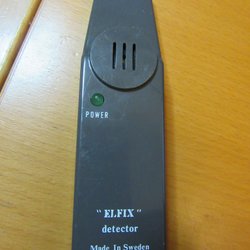 POWER
" ELFIX "
detector
Made In Sweden